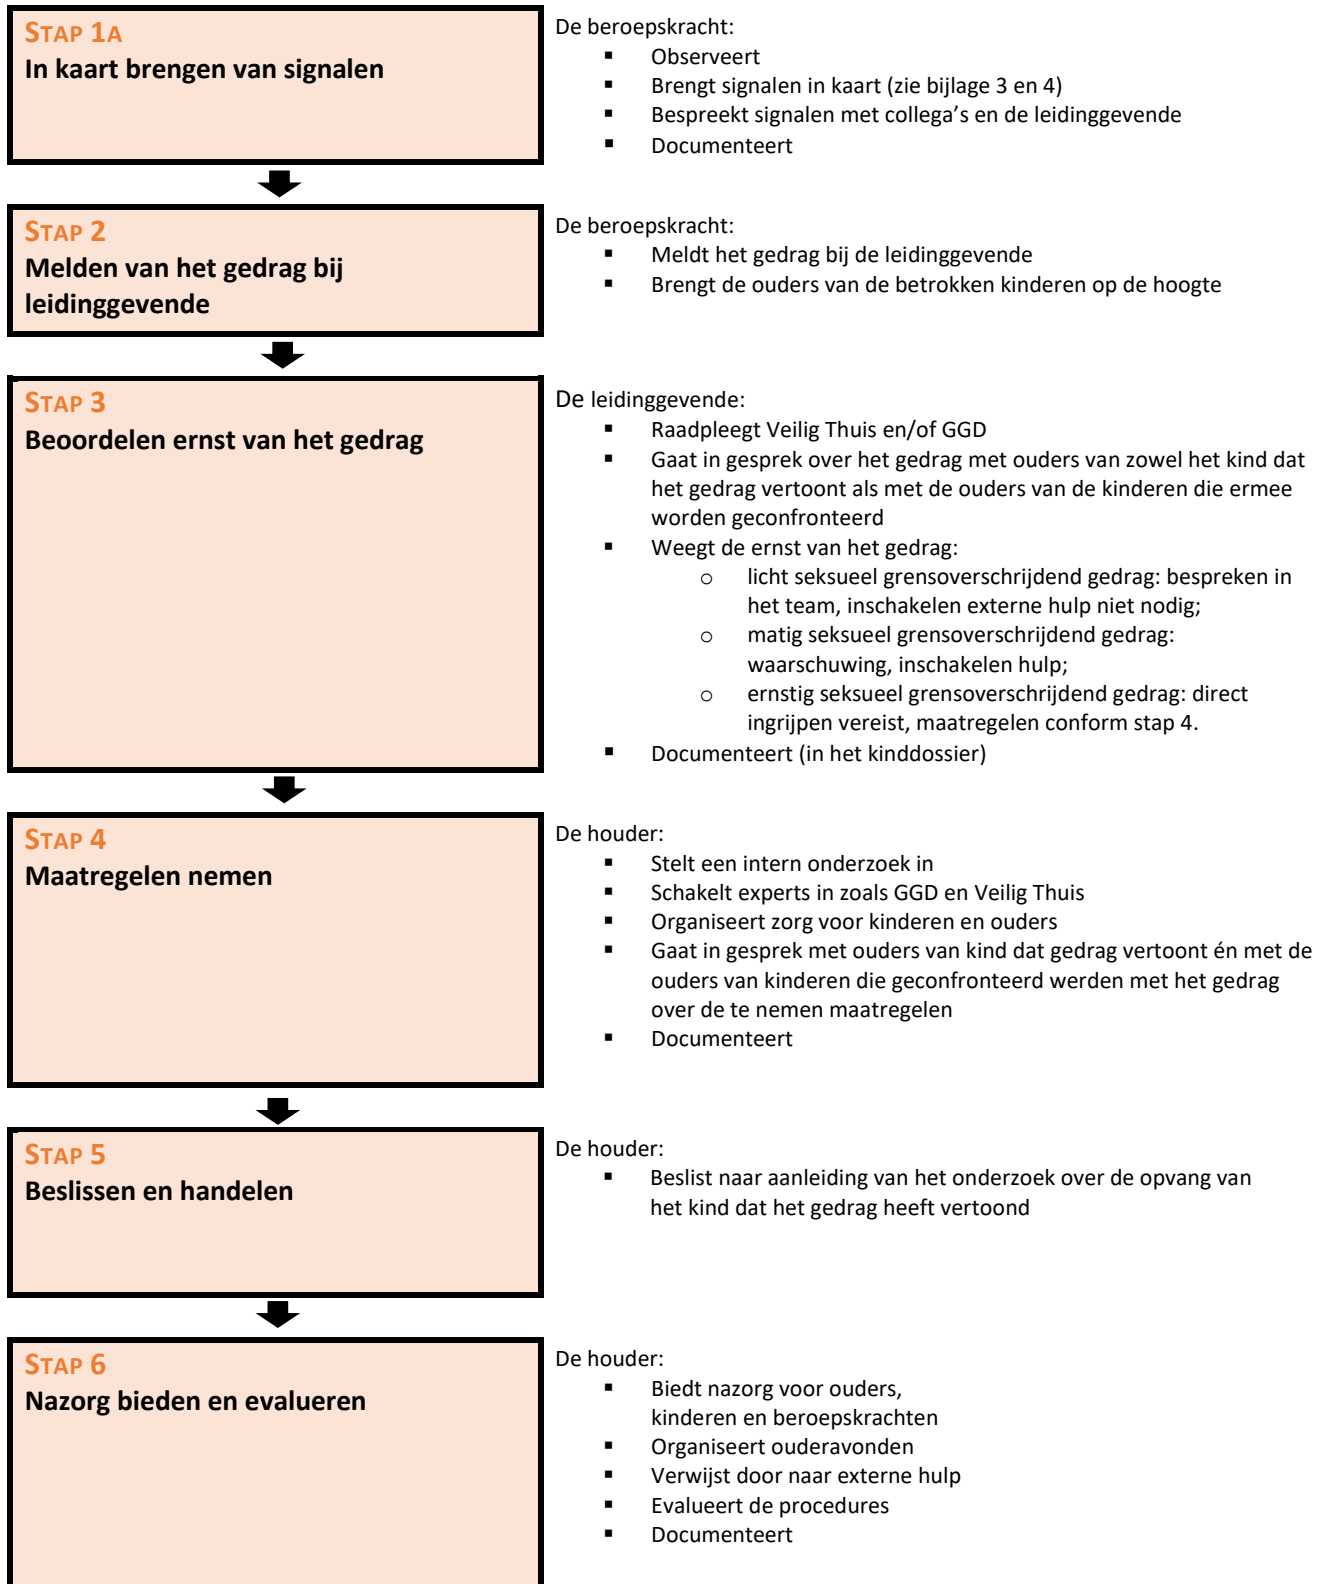 STAP 1A
In kaart brengen van signalen
De beroepskracht:
▪ Observeert
▪ Brengt signalen in kaart (zie bijlage 3 en 4)
▪ Bespreekt signalen met collega’s en de leidinggevende
▪ Documenteert
STAP 2
Melden van het gedrag bij
leidinggevende
De beroepskracht:
▪ Meldt het gedrag bij de leidinggevende
▪ Brengt de ouders van de betrokken kinderen op de hoogte
STAP 3
Beoordelen ernst van het gedrag
De leidinggevende:
▪ Raadpleegt Veilig Thuis en/of GGD
▪ Gaat in gesprek over het gedrag met ouders van zowel het kind dat
het gedrag vertoont als met de ouders van de kinderen die ermee
worden geconfronteerd
▪ Weegt de ernst van het gedrag:
o licht seksueel grensoverschrijdend gedrag: bespreken in
het team, inschakelen externe hulp niet nodig;
o matig seksueel grensoverschrijdend gedrag:
waarschuwing, inschakelen hulp;
o ernstig seksueel grensoverschrijdend gedrag: direct
ingrijpen vereist, maatregelen conform stap 4.
▪ Documenteert (in het kinddossier)
STAP 4
Maatregelen nemen
De houder:
▪ Stelt een intern onderzoek in
▪ Schakelt experts in zoals GGD en Veilig Thuis
▪ Organiseert zorg voor kinderen en ouders
▪ Gaat in gesprek met ouders van kind dat gedrag vertoont én met de
ouders van kinderen die geconfronteerd werden met het gedrag
over de te nemen maatregelen
▪ Documenteert
STAP 5
Beslissen en handelen
De houder:
▪ Beslist naar aanleiding van het onderzoek over de opvang van
het kind dat het gedrag heeft vertoond
STAP 6
Nazorg bieden en evalueren
De houder:
▪ Biedt nazorg voor ouders,
kinderen en beroepskrachten
▪ Organiseert ouderavonden
▪ Verwijst door naar externe hulp
▪ Evalueert de procedures
▪ Documenteert